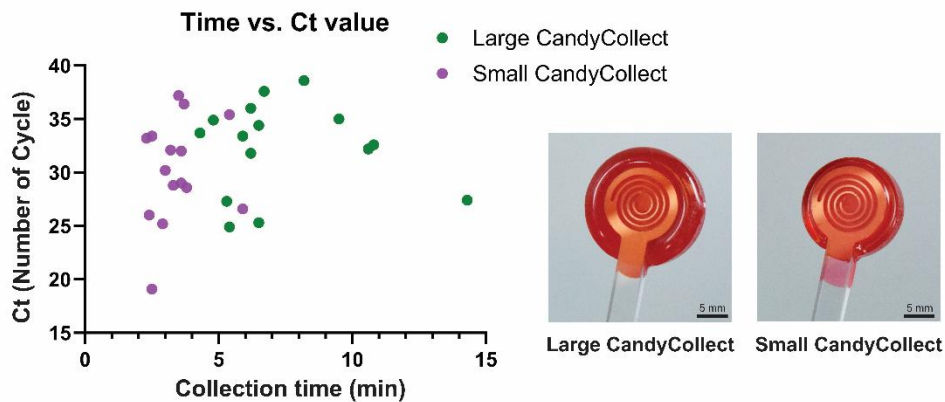 Time vs. Ct value
Large CandyCollect
Small CandyCollect
Ct (Number of Cycle)
40
35
30
25
20
15
0
5
10
15
Collection time (min)
5 mm
5 mm
Large CandyCollect
Small CandyCollect